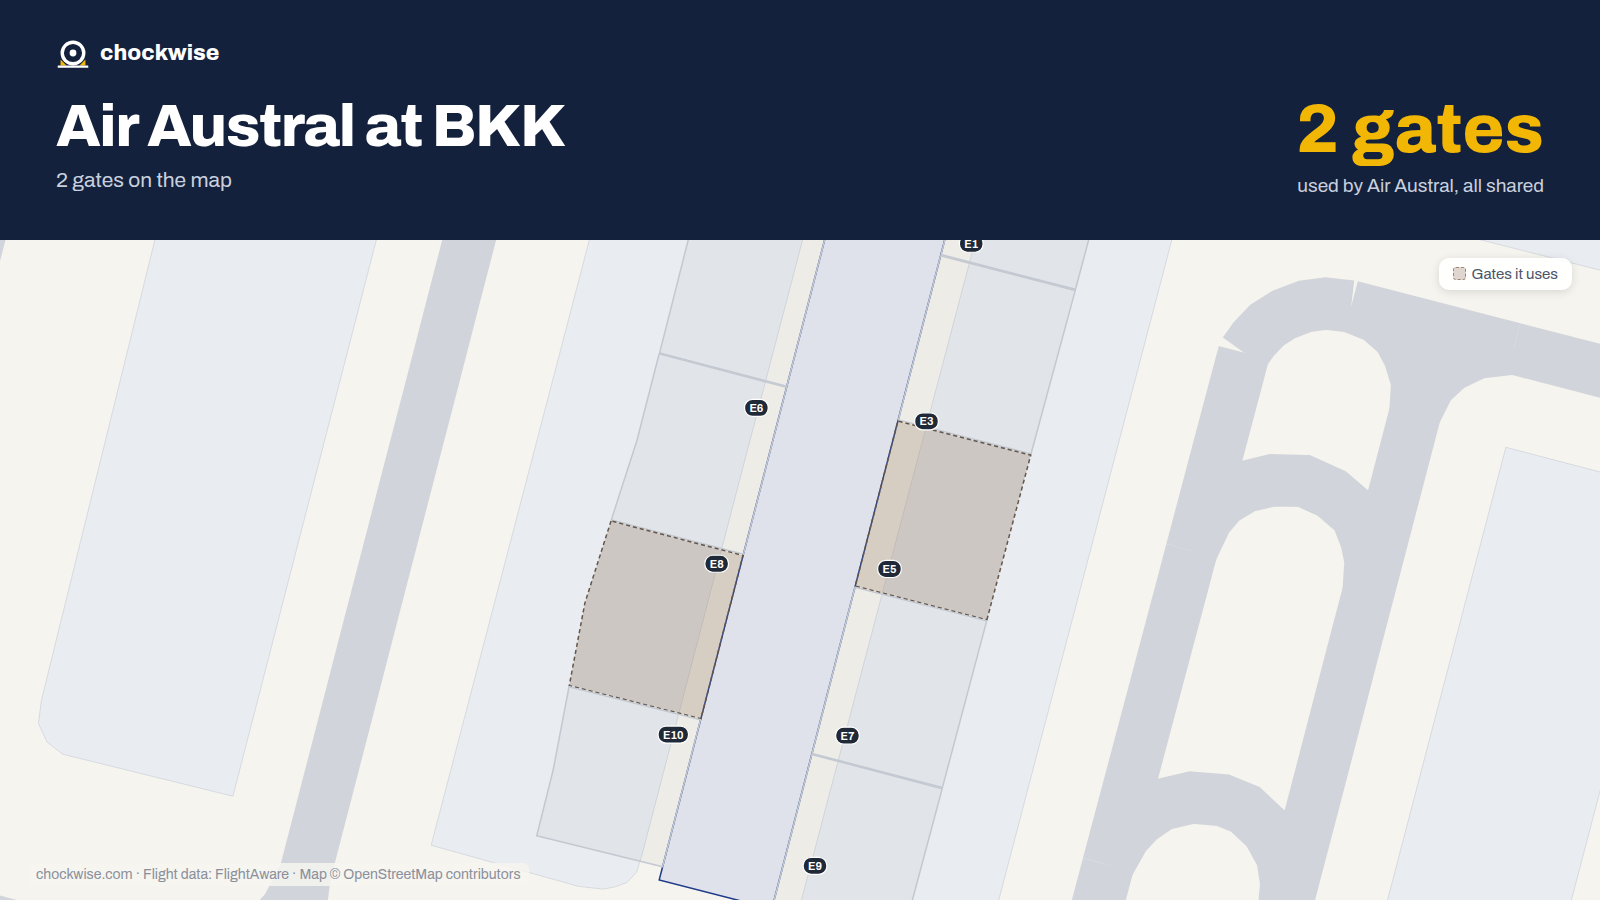 chockwise
Air Austral at BKK
2 gates on the map
2 gates
used by Air Austral, all shared
E1
Gates it uses
E6
E3
E8
E5
E10
E7
E9
chockwise.com · Flight data: FlightAware · Map © OpenStreetMap contributors